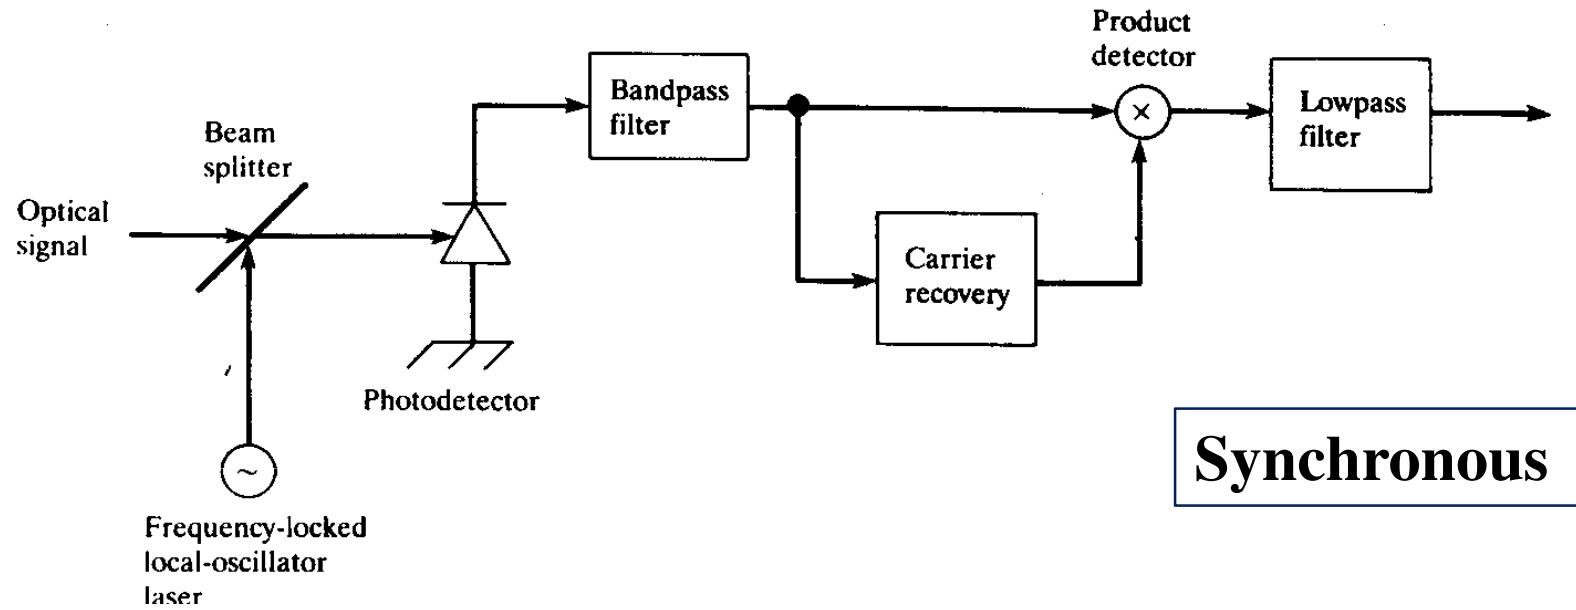 Product
detector
Bandpass
filter
Lowpass
filter
Beam
splitter
Optical
signal
Carrier
recovery
Photodetector
Synchronous
Frequency-locked
local-oscillator
laser